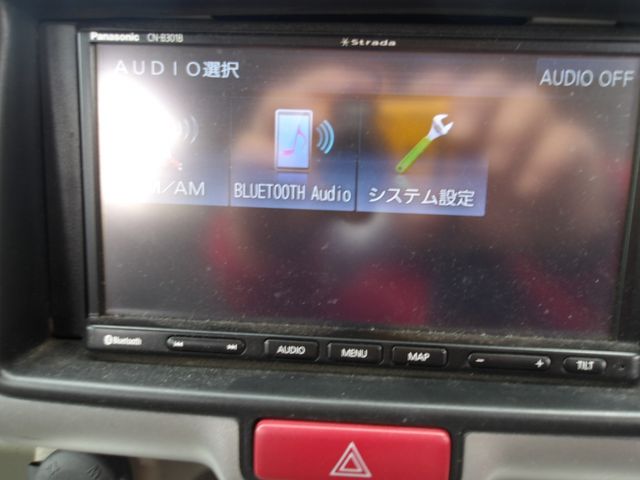 Panasonic CN-B301B
Strada
AUDIO選択
AUDIO OFF
/AM
BLUETOOTH Audio
システム設定
Bluetooth
AUDIO
MENU
MAP
− +
TILT